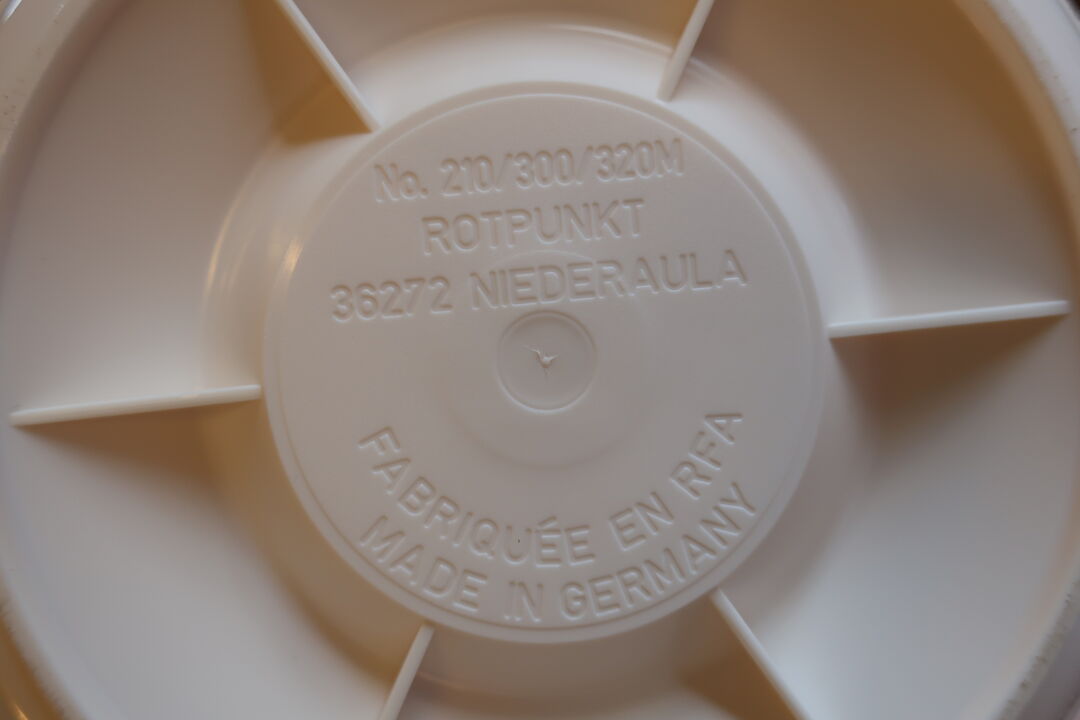 No. 210/300/320M
ROTPUNKT
36272 NIEDERAULA
FABRIQUÉE EN RFA
MADE IN GERMANY